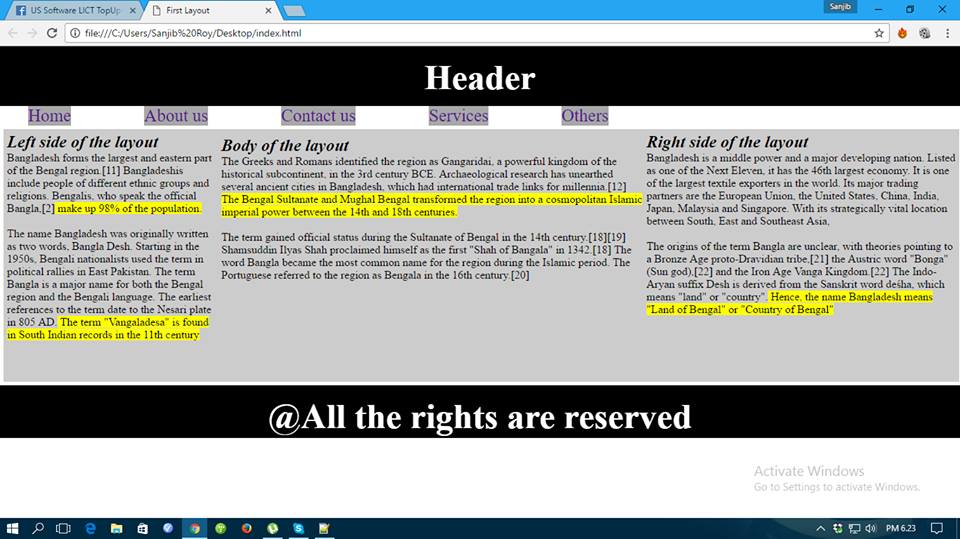 US Software LICT TopUp
First Layout
Sanjib
file:///C:/Users/Sanjib%20Roy/Desktop/index.html
Header
Home About us Contact us Services Others
Left side of the layout
Bangladesh forms the largest and eastern part
of the Bengal region.[11] Bangladeshis
include people of different ethnic groups and
religions. Bengalis, who speak the official
Bangla,[2] make up 98% of the population.
The name Bangladesh was originally written
as two words, Bangla Desh. Starting in the
1950s, Bengali nationalists used the term in
political rallies in East Pakistan. The term
Bangla is a major name for both the Bengal
region and the Bengali language. The earliest
references to the term date to the Nesari plate
in 805 AD. The term "Vangaladesa" is found
in South Indian records in the 11th century
Body of the layout
The Greeks and Romans identified the region as Gangaridai, a powerful kingdom of the
historical subcontinent, in the 3rd century BCE. Archaeological research has unearthed
several ancient cities in Bangladesh, which had international trade links for millennia.[12]
The Bengal Sultanate and Mughal Bengal transformed the region into a cosmopolitan Islamic
imperial power between the 14th and 18th centuries.
The term gained official status during the Sultanate of Bengal in the 14th century.[18][19]
Shamsuddin Ilyas Shah proclaimed himself as the first "Shah of Bangala" in 1342.[18] The
word Bangla became the most common name for the region during the Islamic period. The
Portuguese referred to the region as Bengala in the 16th century.[20]
Right side of the layout
Bangladesh is a middle power and a major developing nation. Listed
as one of the Next Eleven, it has the 46th largest economy. It is one
of the largest textile exporters in the world. Its major trading
partners are the European Union, the United States, China, India,
Japan, Malaysia and Singapore. With its strategically vital location
between South, East and Southeast Asia,
The origins of the term Bangla are unclear, with theories pointing to
a Bronze Age proto-Dravidian tribe,[21] the Austric word "Bonga"
(Sun god),[22] and the Iron Age Vanga Kingdom.[22] The Indo-
Aryan suffix Desh is derived from the Sanskrit word deśha, which
means "land" or "country". Hence, the name Bangladesh means
"Land of Bengal" or "Country of Bengal"
@All the rights are reserved
Activate Windows
Go to Settings to activate Windows.
PM 6.23